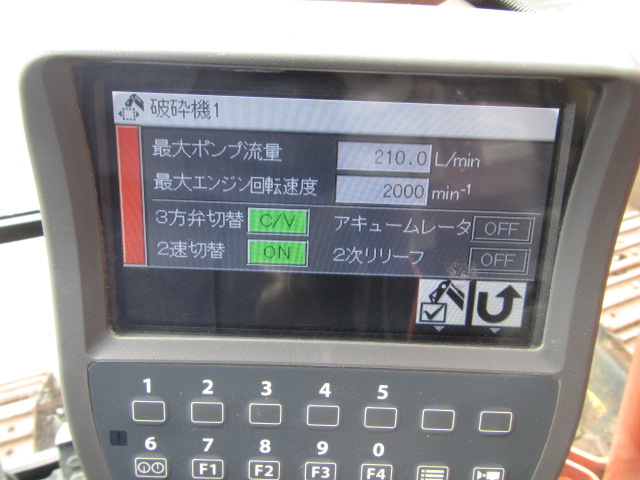 破砕機1
最大ポンプ流量 210.0 L/min
最大エンジン回転速度 2000 min-1
3方弁切替 C/V アキュームレータ OFF
2速切替 ON 2次リリーフ OFF
1 2 3 4 5
6 7 8 9 0
F1 F2 F3 F4